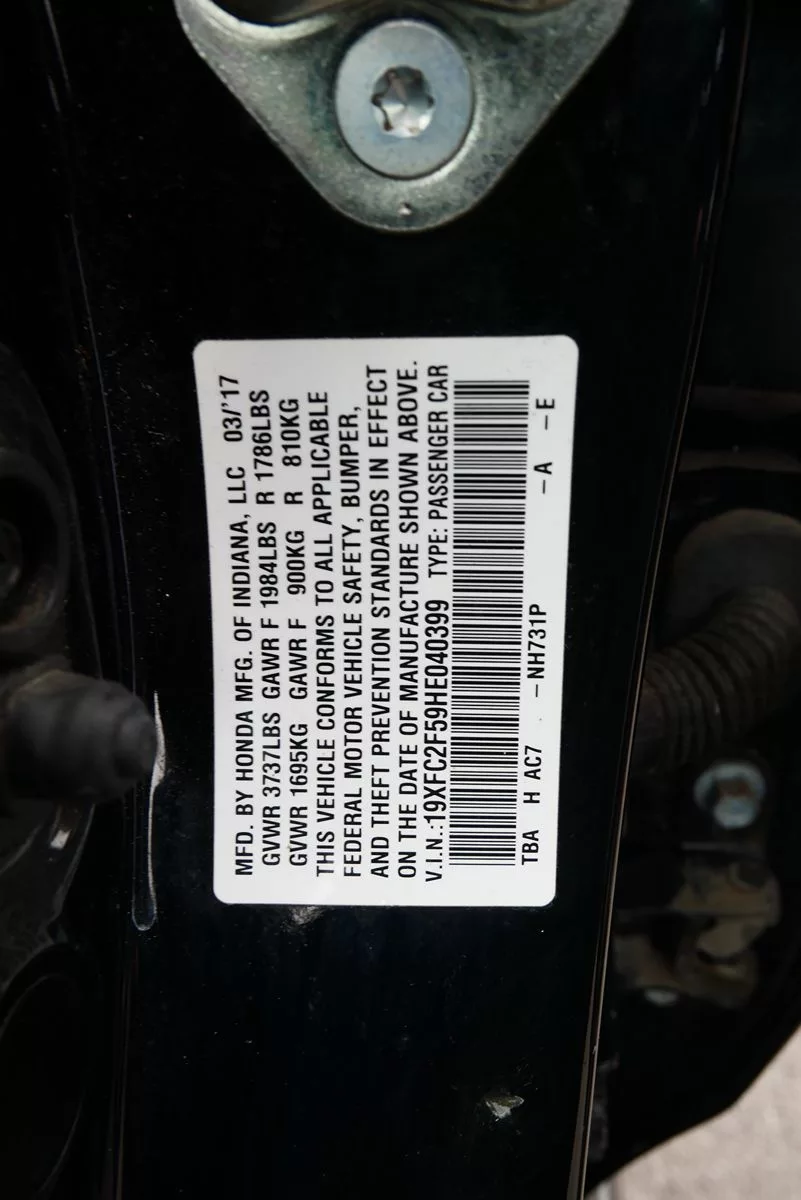 MFD. BY HONDA MFG. OF INDIANA, LLC 03/'17
GVWR 3737LBS GAWR F 1984LBS R 1786LBS
GVWR 1695KG GAWR F 900KG R 810KG
THIS VEHICLE CONFORMS TO ALL APPLICABLE
FEDERAL MOTOR VEHICLE SAFETY, BUMPER,
AND THEFT PREVENTION STANDARDS IN EFFECT
ON THE DATE OF MANUFACTURE SHOWN ABOVE.
V.I.N.:19XFC2F59HE040399 TYPE: PASSENGER CAR
TBA H AC7 -NH731P -A -E